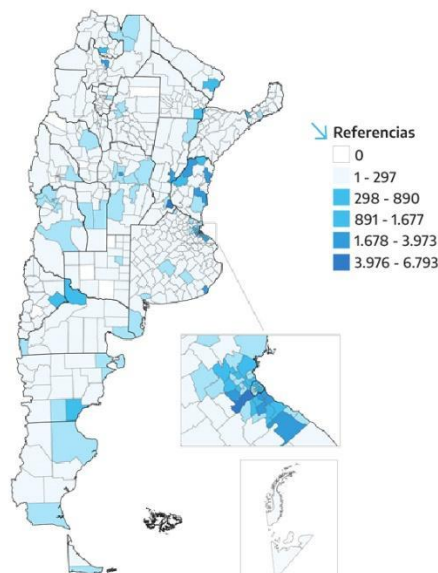 Referencias
0
1 - 297
298 - 890
891 - 1.677
1.678 - 3.973
3.976 - 6.793